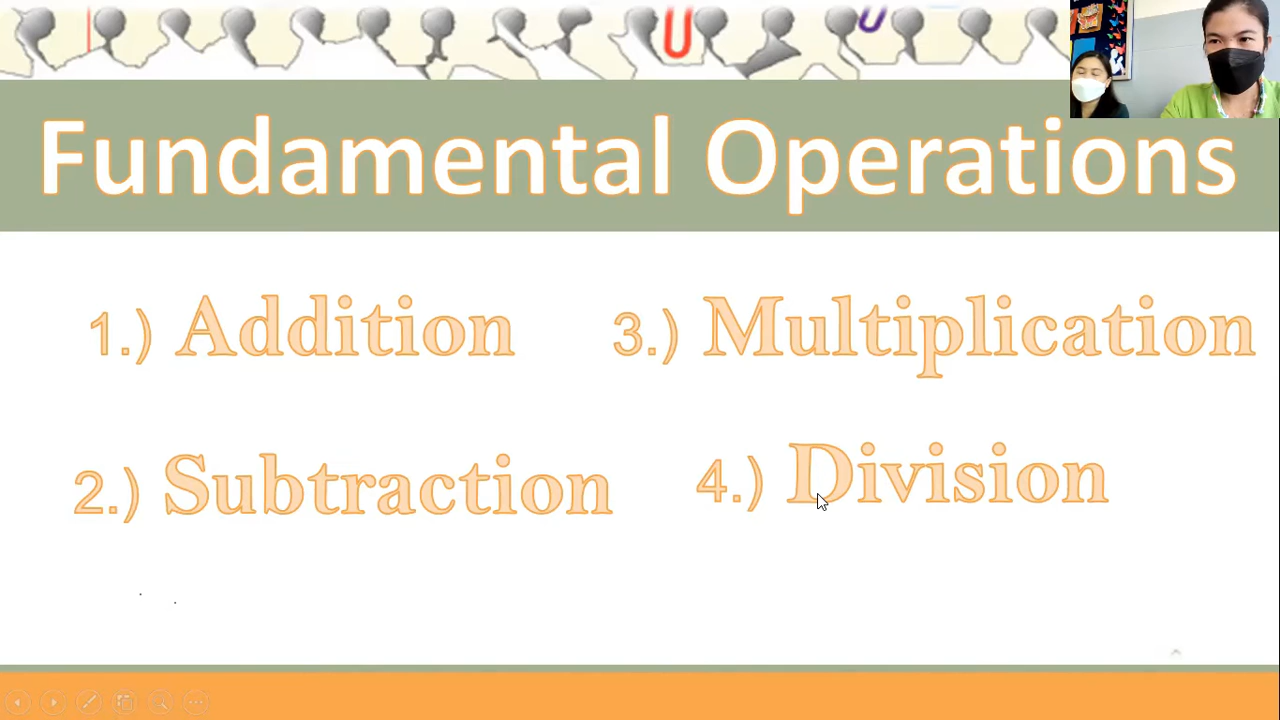 Fundamental Operations
1.) Addition
2.) Subtraction
3.) Multiplication
4.) Division